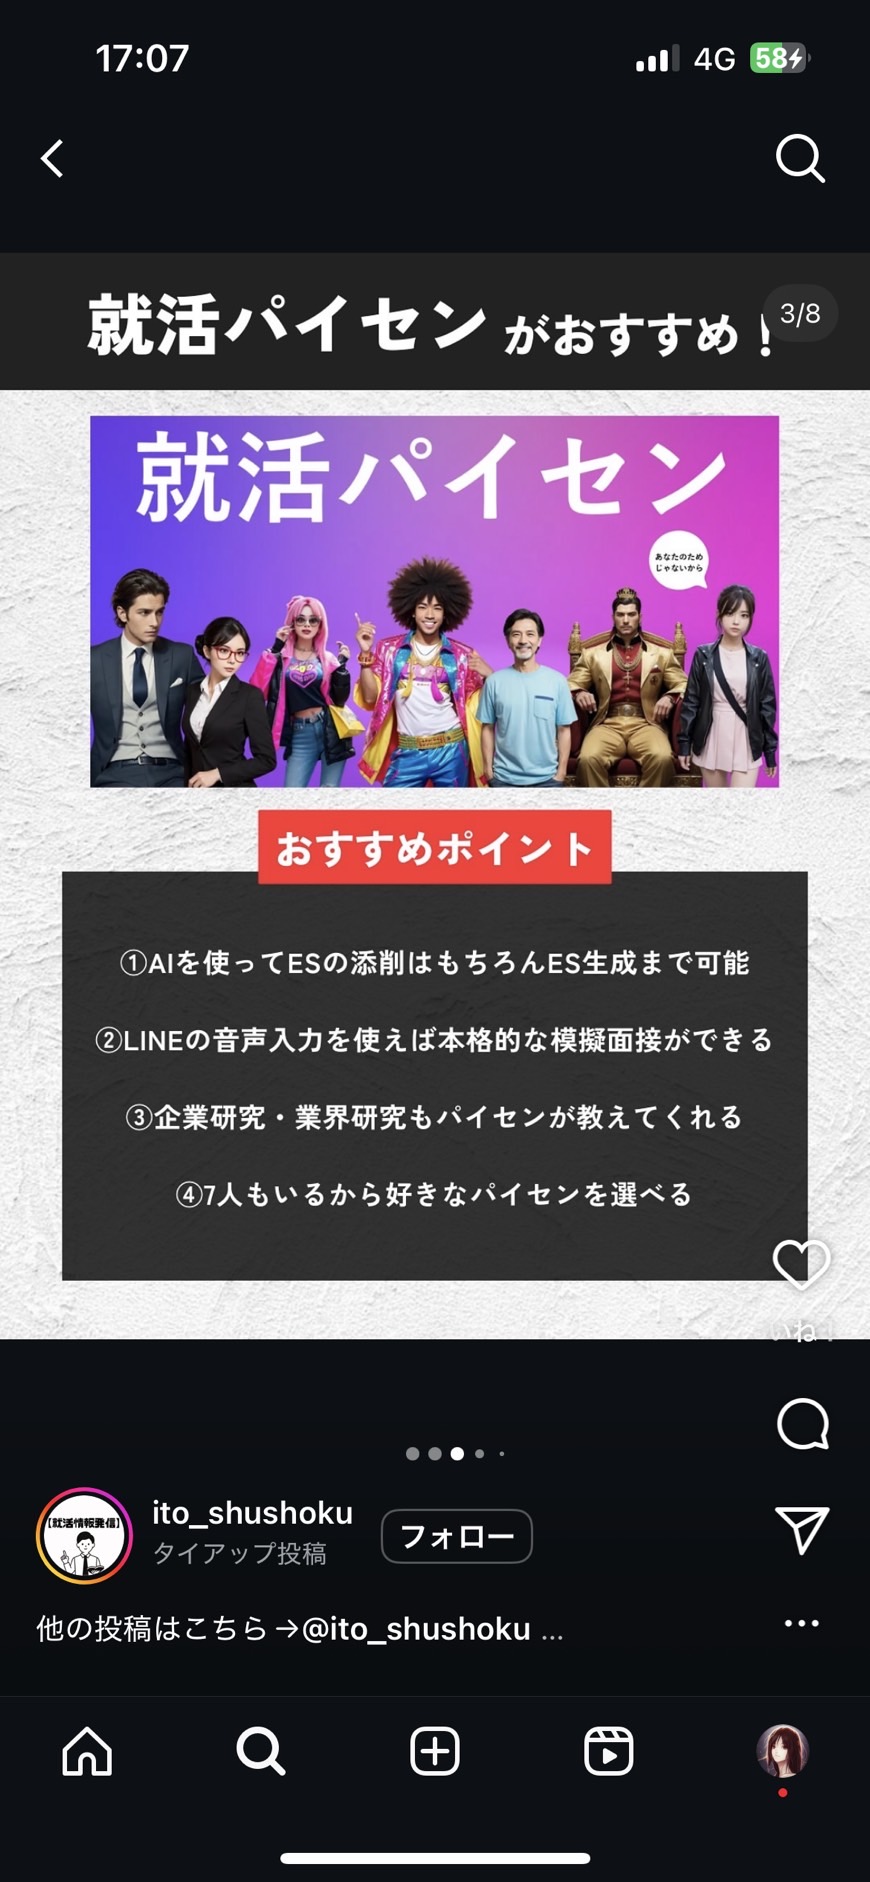 17:07
4G
58
就活パイセンがおすすめ！
3/8
就活パイセン
あなたのため
じゃないから
おすすめポイント
①AIを使ってESの添削はもちろんES生成まで可能
②LINEの音声入力を使えば本格的な模擬面接ができる
③企業研究・業界研究もパイセンが教えてくれる
④7人もいるから好きなパイセンを選べる
いいね！
【就活情報発信】
ito_shushoku
タイアップ投稿
フォロー
他の投稿はこちら→@ito_shushoku ...